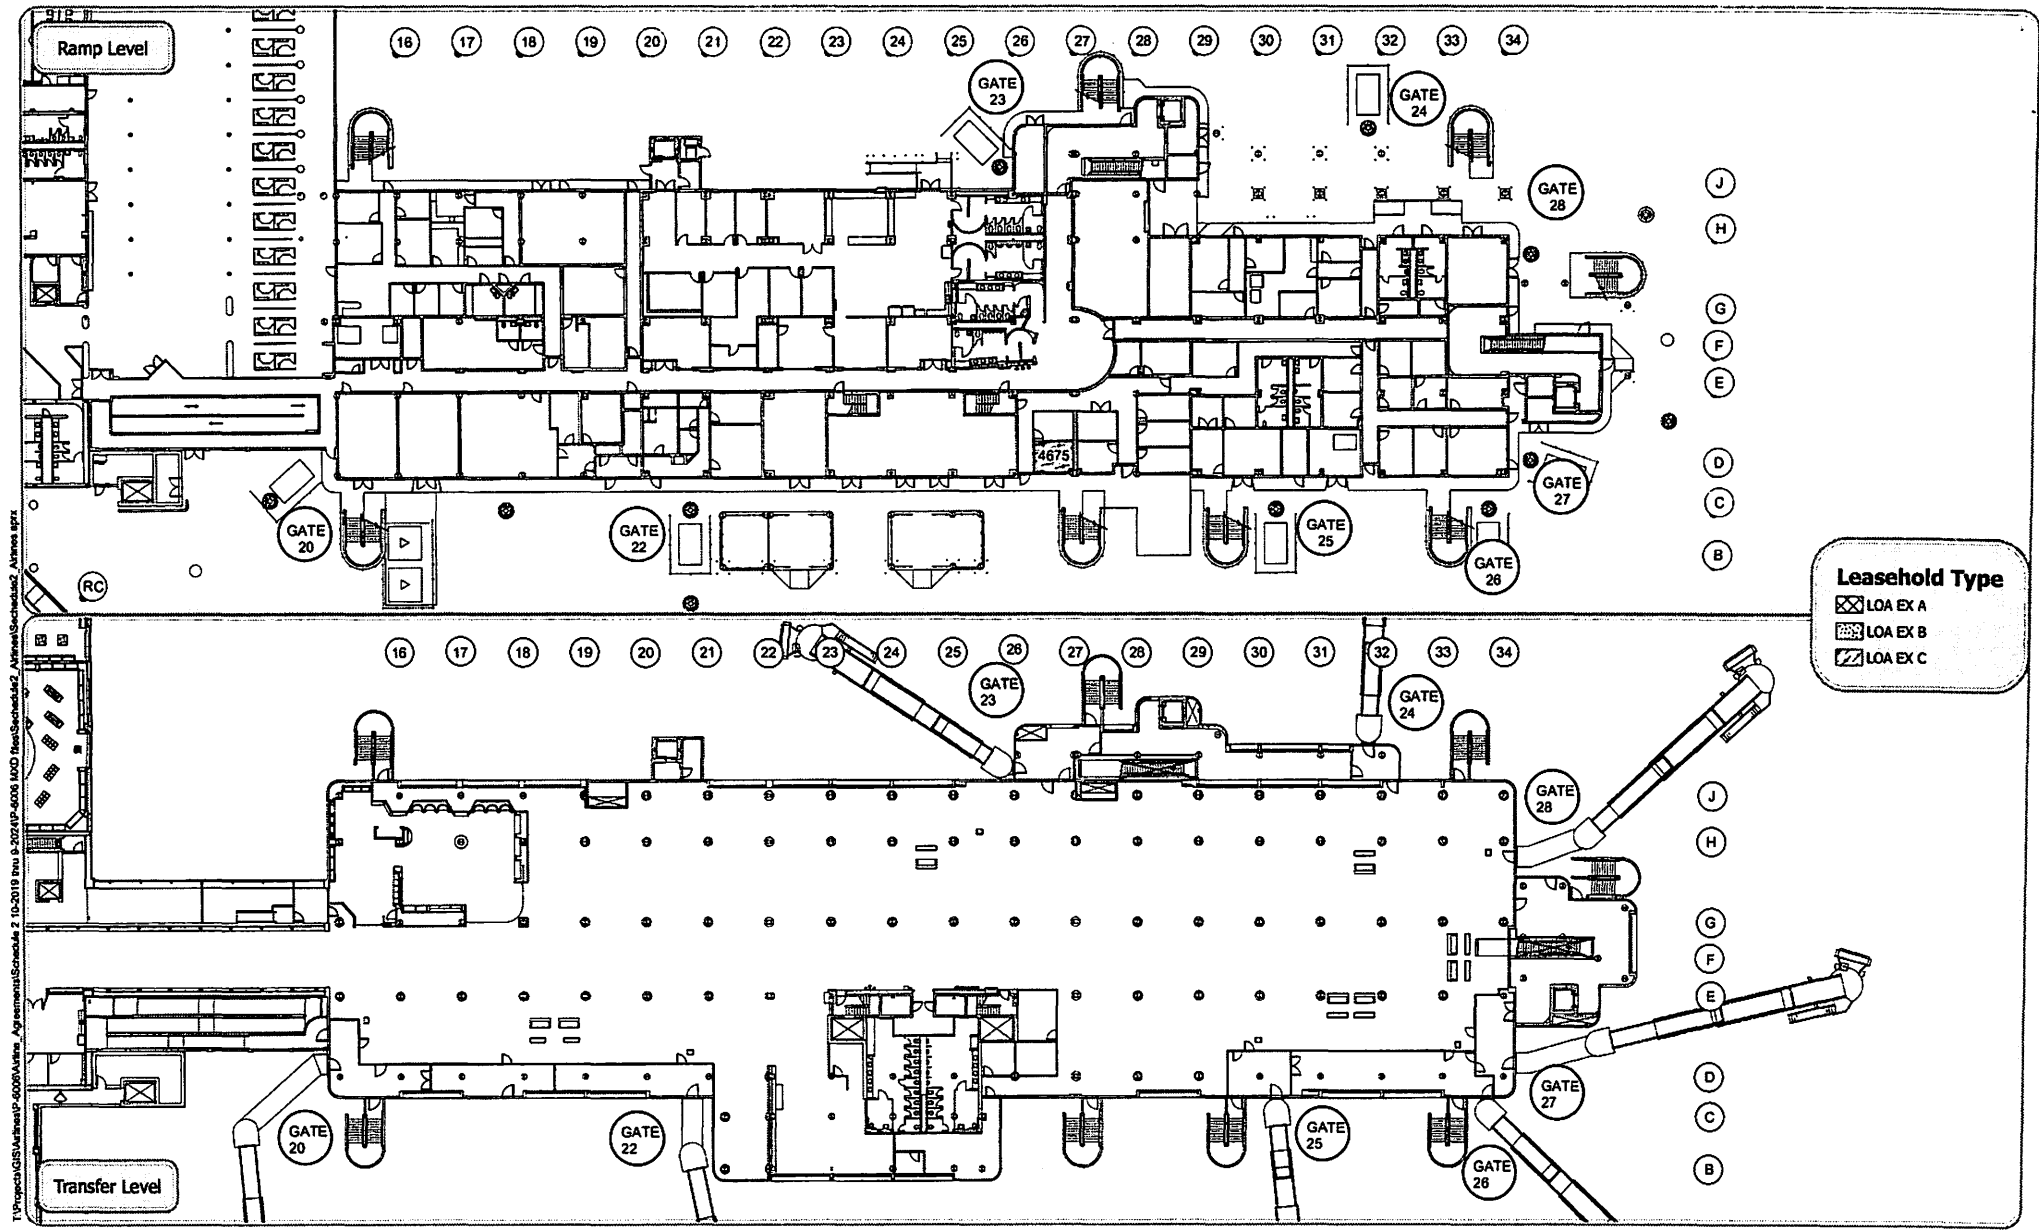 Ramp Level
16 17 18 19 20 21 22 23 24 25 26 27 28 29 30 31 32 33 34
GATE
23
GATE
24
GATE
28
J
H
G
F
E
D
C
B
4675
GATE
20
GATE
22
GATE
25
GATE
26
GATE
27
RC
Leasehold Type
LOA EX A
LOA EX B
LOA EX C
16 17 18 19 20 21 22 23 24 25 26 27 28 29 30 31 32 33 34
GATE
23
GATE
24
GATE
28
J
H
G
F
E
D
C
B
GATE
20
GATE
22
GATE
25
GATE
26
GATE
27
Transfer Level